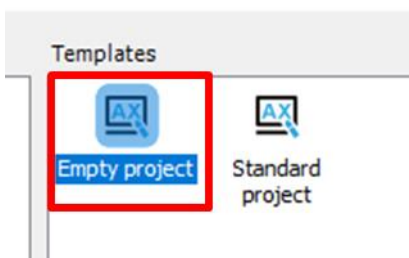 Templates
AX
AX
Empty project
Standard
project